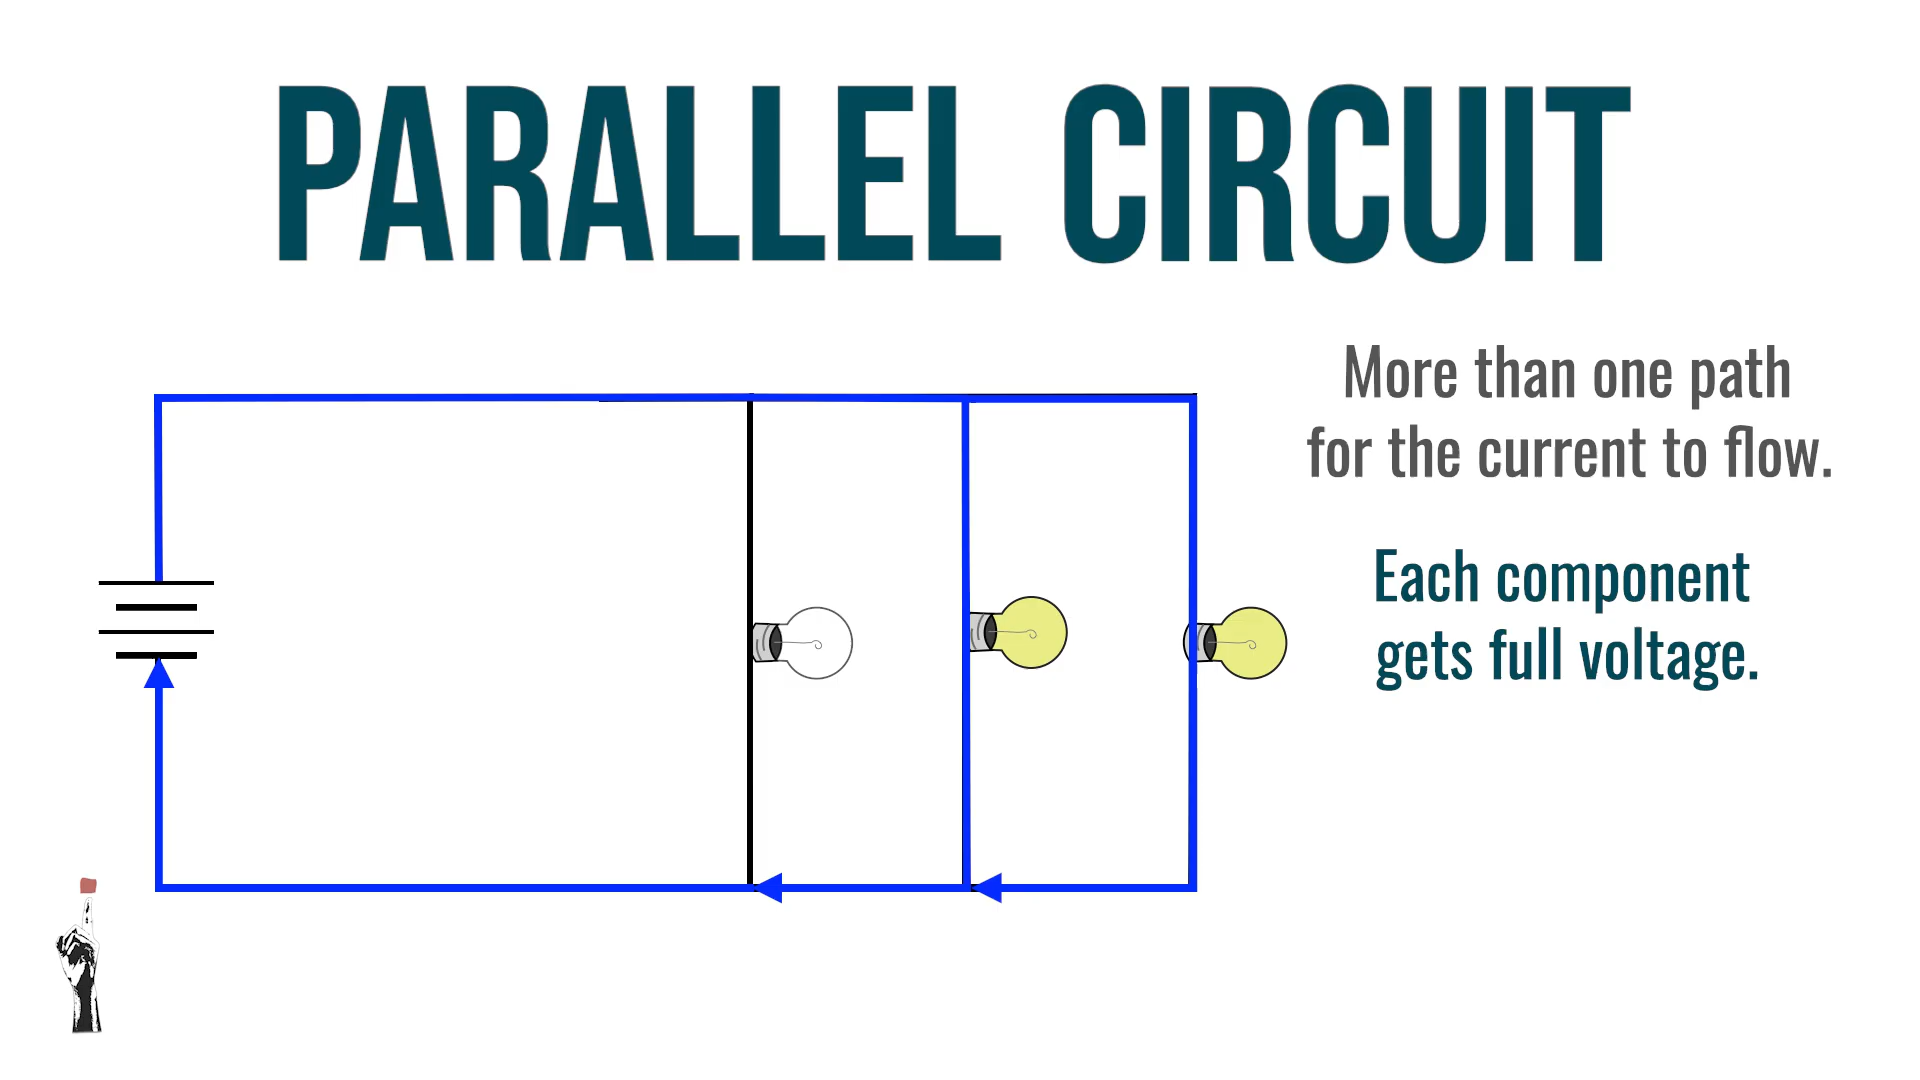 PARALLEL CIRCUIT
More than one path
for the current to flow.
Each component
gets full voltage.